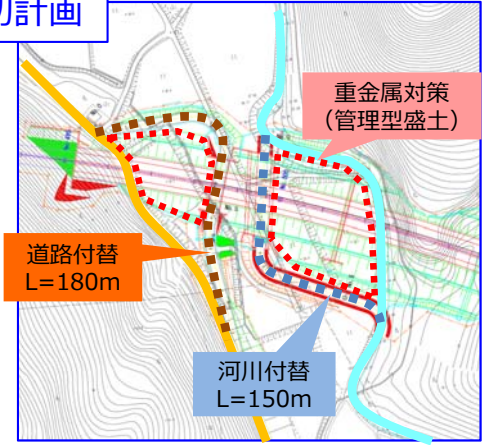 計画
重金属対策
（管理型盛土）
道路付替
L=180m
河川付替
L=150m